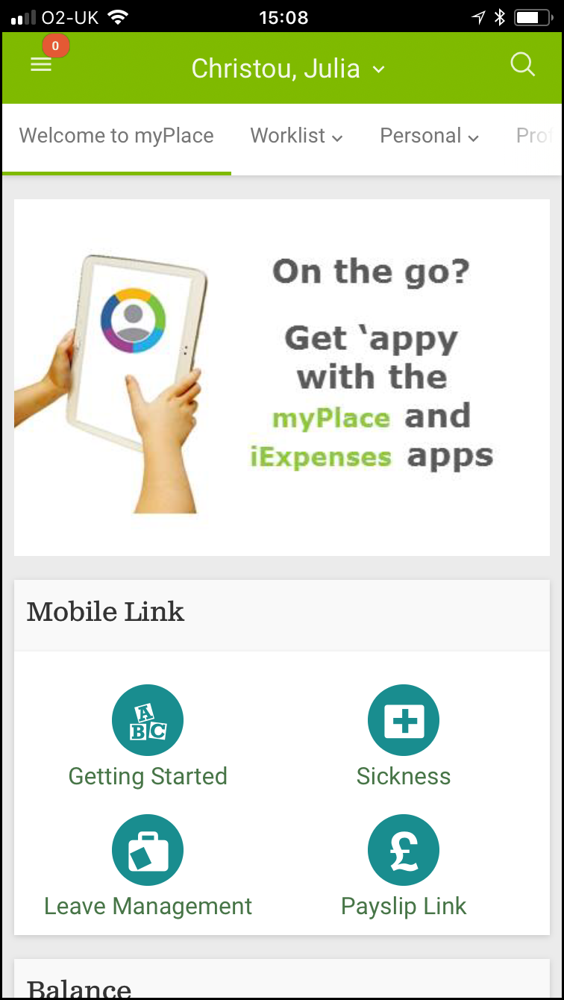 O2-UK 15:08
0
Christou, Julia
Welcome to myPlace Worklist Personal Prof
On the go?
Get ‘appy
with the
myPlace and
iExpenses apps
Mobile Link
A
B C
Getting Started Sickness
£
Leave Management Payslip Link
Balance